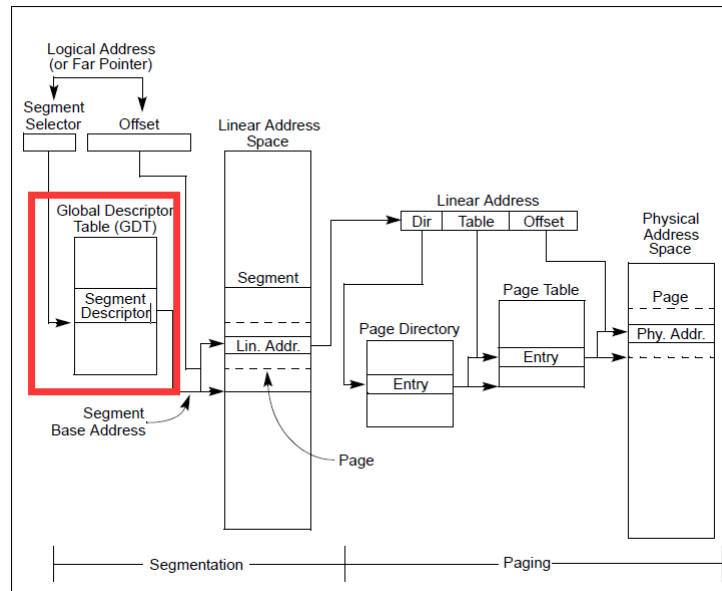 Logical Address
(or Far Pointer)
Segment
Selector
Offset
Linear Address
Space
Global Descriptor
Table (GDT)
Segment
Descriptor
Segment
Lin. Addr.
Segment
Base Address
Page
Linear Address
Dir Table Offset
Page Directory
Entry
Page Table
Entry
Physical
Address
Space
Page
Phy. Addr.
Segmentation
Paging